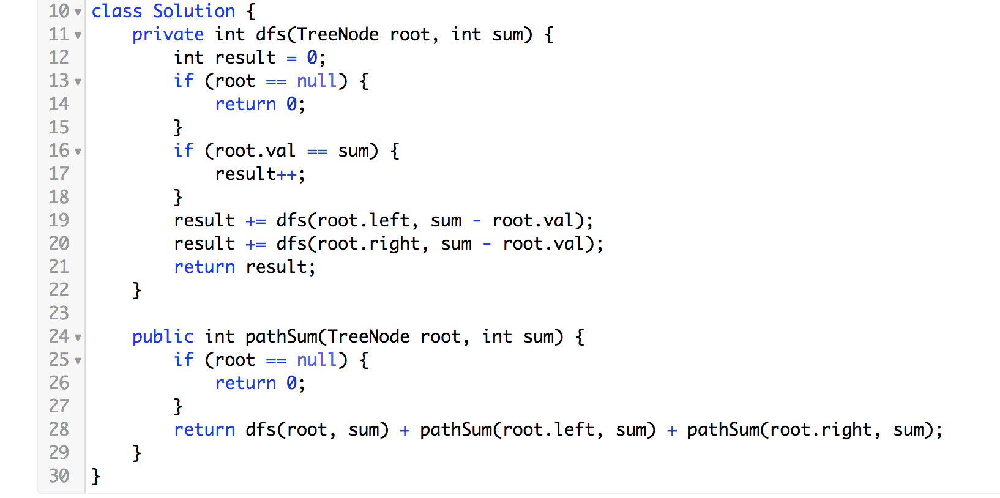 10 class Solution {
11     private int dfs(TreeNode root, int sum) {
12         int result = 0;
13         if (root == null) {
14             return 0;
15         }
16         if (root.val == sum) {
17             result++;
18         }
19         result += dfs(root.left, sum - root.val);
20         result += dfs(root.right, sum - root.val);
21         return result;
22     }
23
24     public int pathSum(TreeNode root, int sum) {
25         if (root == null) {
26             return 0;
27         }
28         return dfs(root, sum) + pathSum(root.left, sum) + pathSum(root.right, sum);
29     }
30 }